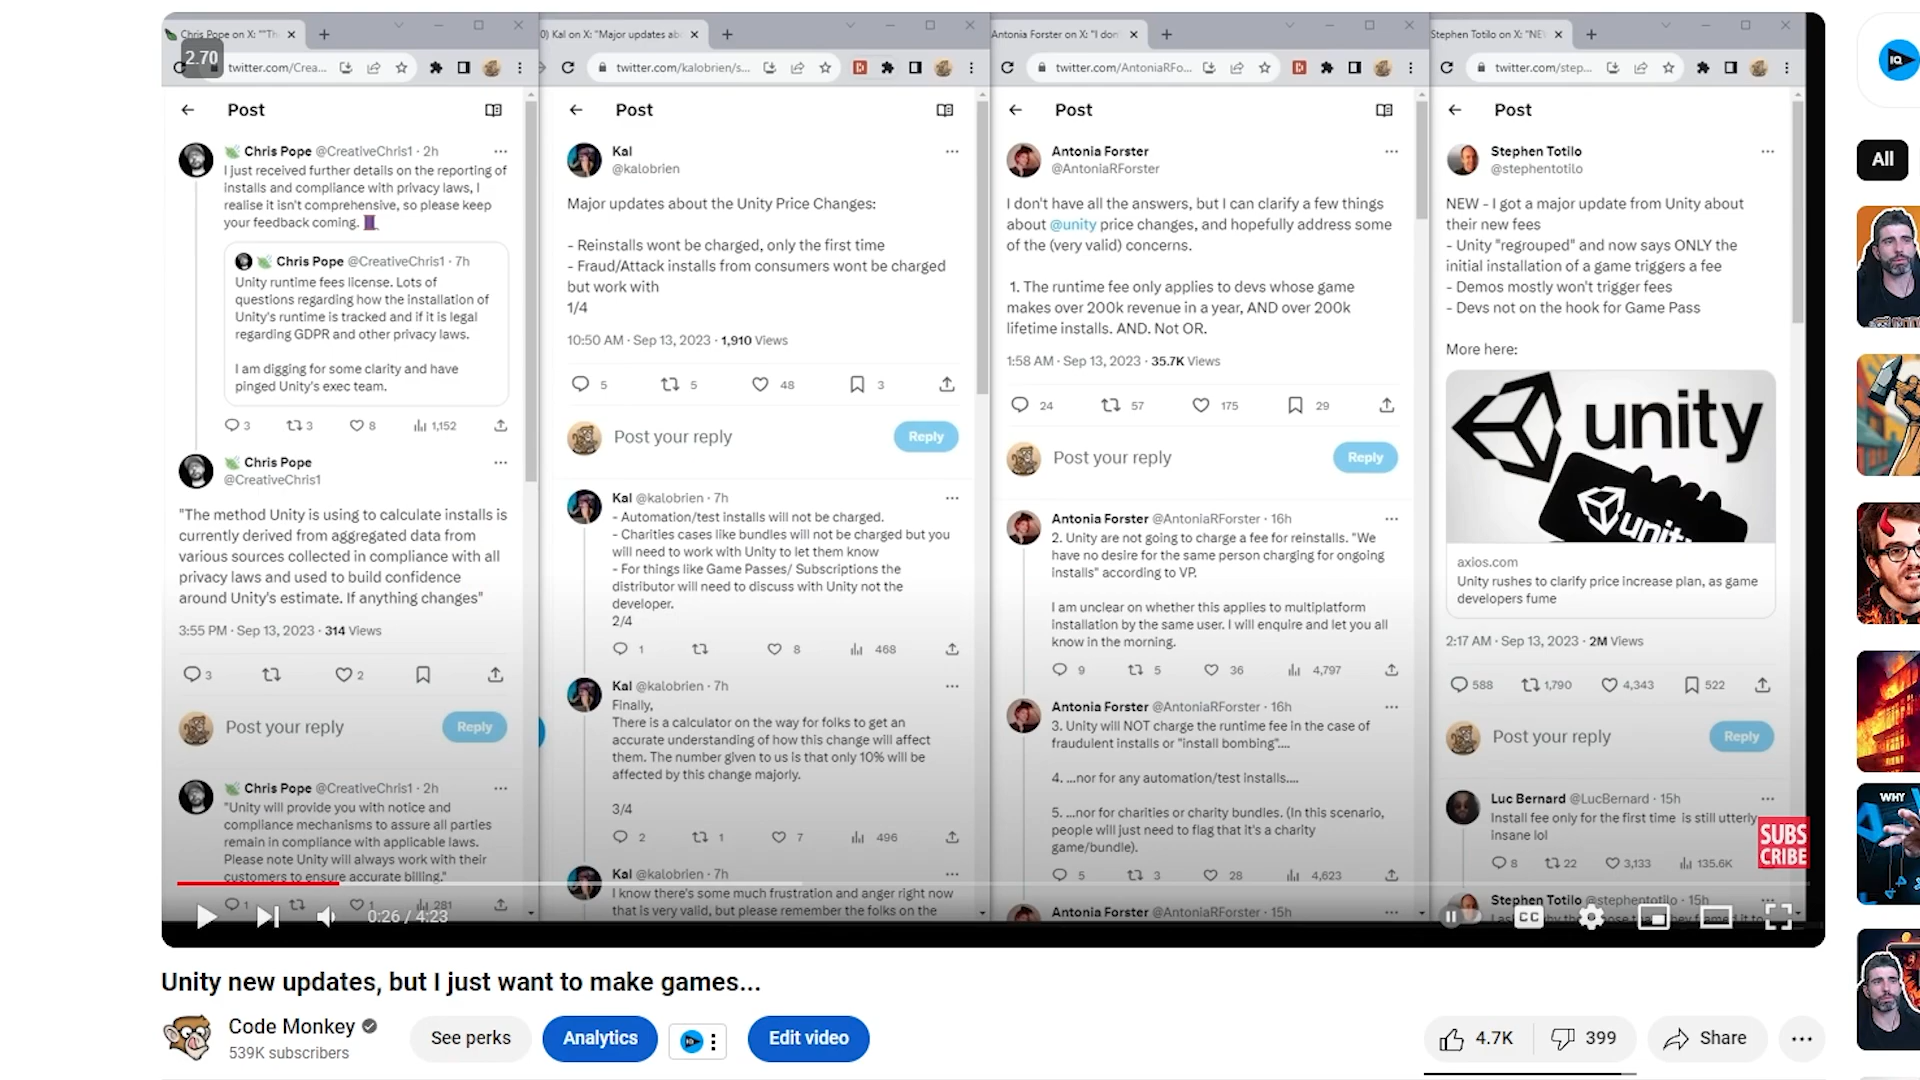 Chris Pope on X: ""Th
2.70
twitter.com/Crea...
Post
Chris Pope @CreativeChris1 · 2h
I just received further details on the reporting of
installs and compliance with privacy laws, I
realise it isn't comprehensive, so please keep
your feedback coming.
Chris Pope @CreativeChris1 · 7h
Unity runtime fees license. Lots of
questions regarding how the installation of
Unity's runtime is tracked and if it is legal
regarding GDPR and other privacy laws.
I am digging for some clarity and have
pinged Unity's exec team.
3 3 8 1,152
Chris Pope
@CreativeChris1
"The method Unity is using to calculate installs is
currently derived from aggregated data from
various sources collected in compliance with all
privacy laws and used to build confidence
around Unity's estimate. If anything changes"
3:55 PM · Sep 13, 2023 · 314 Views
3 2
Post your reply
Reply
Chris Pope @CreativeChris1 · 2h
"Unity will provide you with notice and
compliance mechanisms to assure all parties
remain in compliance with applicable laws.
Please note Unity will always work with their
customers to ensure accurate billing."
1 1 281
0) Kal on X: "Major updates ab
twitter.com/kalobrien/s...
Post
Kal
@kalobrien
Major updates about the Unity Price Changes:
- Reinstalls wont be charged, only the first time
- Fraud/Attack installs from consumers wont be charged
but work with
1/4
10:50 AM · Sep 13, 2023 · 1,910 Views
5 5 48 3
Post your reply
Reply
Kal @kalobrien · 7h
- Automation/test installs will not be charged.
- Charities cases like bundles will not be charged but you
will need to work with Unity to let them know
- For things like Game Passes/ Subscriptions the
distributor will need to discuss with Unity not the
developer.
2/4
1 8 468
Kal @kalobrien · 7h
Finally,
There is a calculator on the way for folks to get an
accurate understanding of how this change will affect
them. The number given to us is that only 10% will be
affected by this change majorly.
3/4
2 1 7 496
Kal @kalobrien · 7h
I know there's some much frustration and anger right now
that is very valid, but please remember the folks on the
Antonia Forster on X: "I don
twitter.com/AntoniaRFo...
Post
Antonia Forster
@AntoniaRForster
I don't have all the answers, but I can clarify a few things
about @unity price changes, and hopefully address some
of the (very valid) concerns.
1. The runtime fee only applies to devs whose game
makes over 200k revenue in a year, AND over 200k
lifetime installs. AND. Not OR.
1:58 AM · Sep 13, 2023 · 35.7K Views
24 57 175 29
Post your reply
Reply
Antonia Forster @AntoniaRForster · 16h
2. Unity are not going to charge a fee for reinstalls. "We
have no desire for the same person charging for ongoing
installs" according to VP.
I am unclear on whether this applies to multiplatform
installation by the same user. I will enquire and let you all
know in the morning.
9 5 36 4,797
Antonia Forster @AntoniaRForster · 16h
3. Unity will NOT charge the runtime fee in the case of
fraudulent installs or "install bombing"....
4. ...nor for any automation/test installs....
5. ...nor for charities or charity bundles. (In this scenario,
people will just need to flag that it's a charity
game/bundle).
5 3 28 4,623
Antonia Forster @AntoniaRForster · 15h
Stephen Totilo on X: "NE
twitter.com/step...
Post
Stephen Totilo
@stephentotilo
NEW - I got a major update from Unity about
their new fees
- Unity "regrouped" and now says ONLY the
initial installation of a game triggers a fee
- Demos mostly won't trigger fees
- Devs not on the hook for Game Pass
More here:
unity
unit
axios.com
Unity rushes to clarify price increase plan, as game
developers fume
2:17 AM · Sep 13, 2023 · 2M Views
588 1,790 4,343 522
Post your reply
Reply
Luc Bernard @LucBernard · 15h
Install fee only for the first time is still utterly
insane lol
8 22 3,133 135.6K
Stephen Totilo @stephentotilo · 15h
SUBS
CRIBE
0:26 / 4:23
CC
Unity new updates, but I just want to make games...
Code Monkey
539K subscribers
See perks
Analytics
Edit video
4.7K
399
Share
IQ
All
WHY